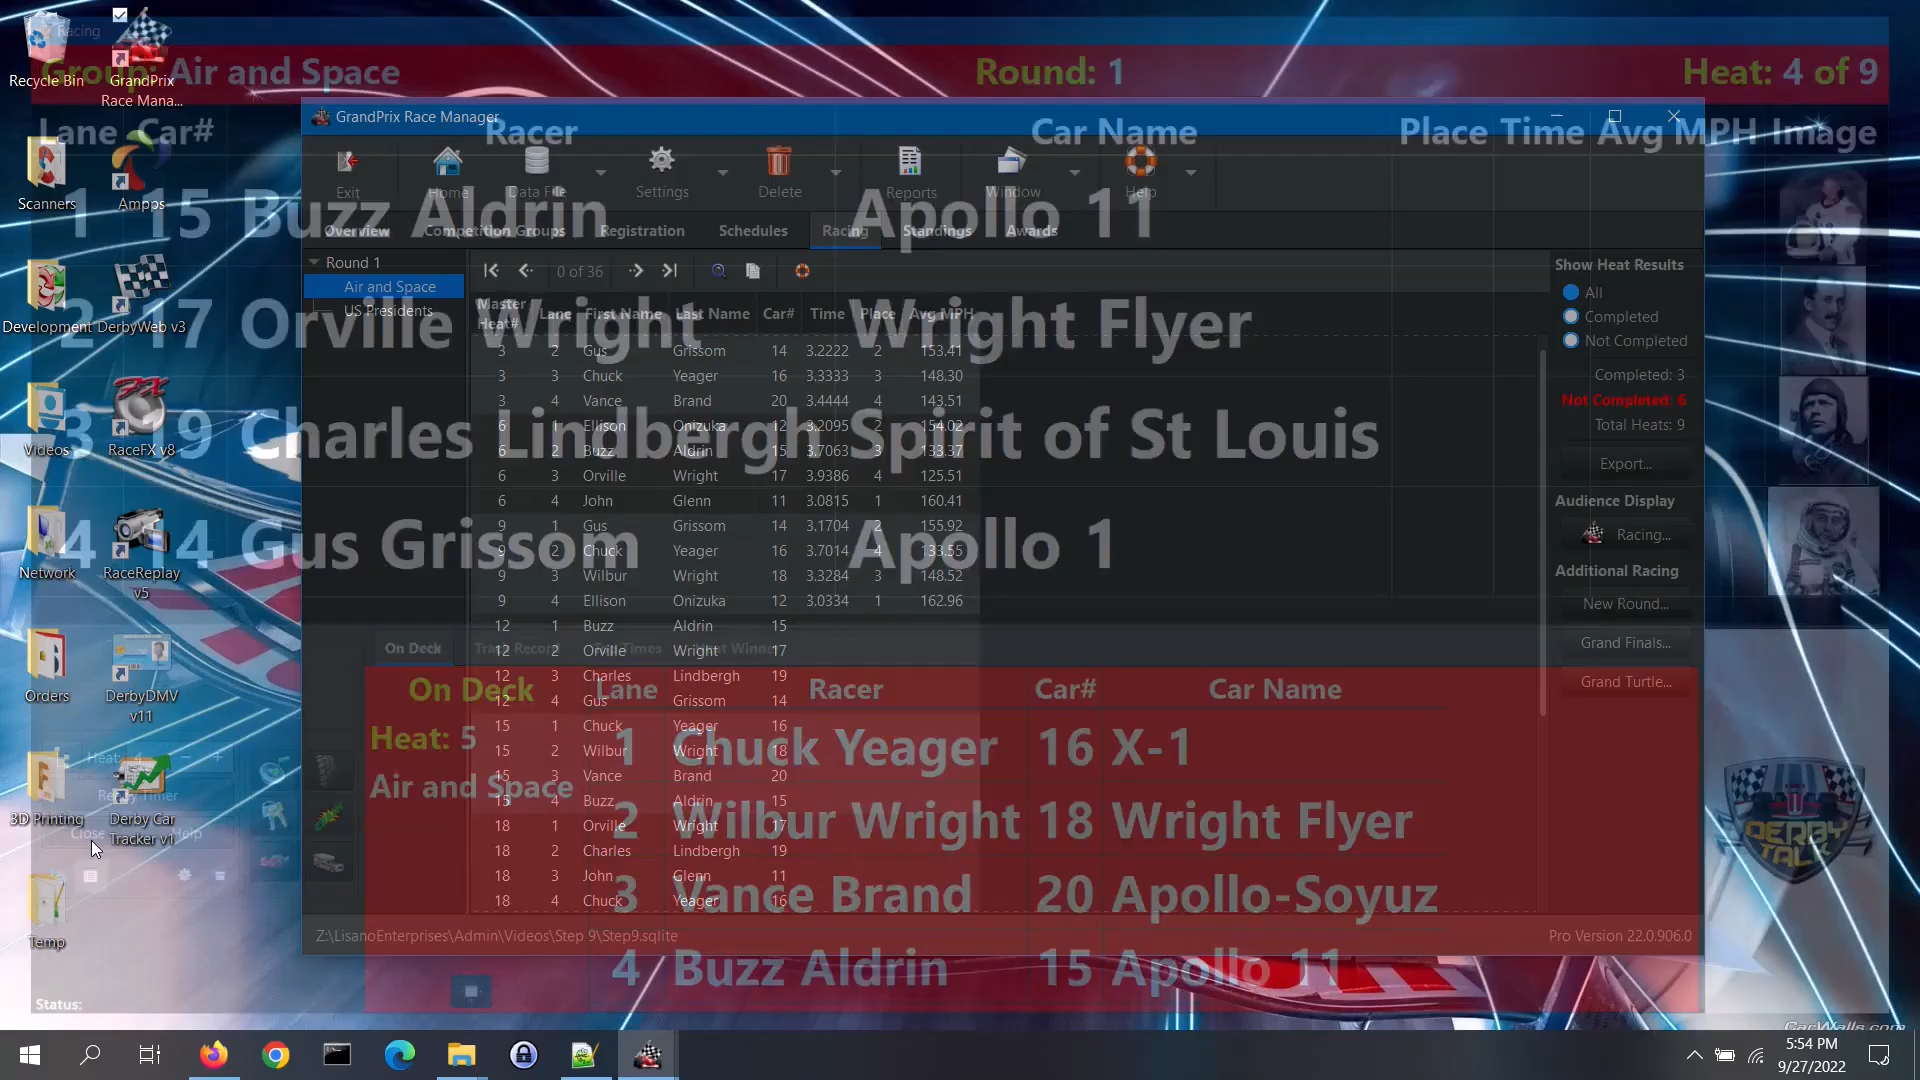 Racing
Group: Air and Space Round: 1 Heat: 4 of 9
Recycle Bin
GrandPrix
Race Mana...
GrandPrix Race Manager
Lane Car# Racer Car Name Place Time Avg MPH Image
Exit Home Data File Settings Delete Reports Window Help
Scanners Ampps
1 15 Buzz Aldrin Apollo 11
Overview Competition Groups Registration Schedules Racing Standings Awards
Round 1
Air and Space
US Presidents
0 of 36
Show Heat Results
All
Completed
Not Completed
Completed: 3
Not Completed: 6
Total Heats: 9
Export...
Audience Display
Racing...
Additional Racing
New Round...
Grand Finals...
Grand Turtle...
Development DerbyWeb v3
2 17 Orville Wright Wright Flyer
Master
Heat# Lane First Name Last Name Car# Time Place Avg MPH
3 2 Gus Grissom 14 3.2222 2 153.41
3 3 Chuck Yeager 16 3.3333 3 148.30
3 4 Vance Brand 20 3.4444 4 143.51
6 1 Ellison Onizuka 12 3.2095 2 154.02
6 2 Buzz Aldrin 15 3.7063 3 133.37
6 3 Orville Wright 17 3.9386 4 125.51
6 4 John Glenn 11 3.0815 1 160.41
9 1 Gus Grissom 14 3.1704 2 155.92
9 2 Chuck Yeager 16 3.7014 4 133.55
9 3 Wilbur Wright 18 3.3284 3 148.52
9 4 Ellison Onizuka 12 3.0334 1 162.96
12 1 Buzz Aldrin 15
12 2 Orville Wright 17
12 3 Charles Lindbergh 19
12 4 Gus Grissom 14
15 1 Chuck Yeager 16
15 2 Wilbur Wright 18
15 3 Vance Brand 20
15 4 Buzz Aldrin 15
18 1 Orville Wright 17
18 2 Charles Lindbergh 19
18 3 John Glenn 11
18 4 Chuck Yeager 16
3 19 Charles Lindbergh Spirit of St Louis
Videos RaceFX v8
4 14 Gus Grissom Apollo 1
Network
RaceReplay
v5
On Deck Track Records Times Heat Winners
Orders
DerbyDMV
v11
On Deck Lane Racer Car# Car Name
Heat: 5
Air and Space
1 Chuck Yeager 16 X-1
2 Wilbur Wright 18 Wright Flyer
3 Vance Brand 20 Apollo-Soyuz
4 Buzz Aldrin 15 Apollo 11
Heat: 4
Ready Timer
Close Help
3D Printing
Derby Car
Tracker v1
DERBY
TALK
Temp
Z:\LisanoEnterprises\Admin\Videos\Step 9\Step9.sqlite
Pro Version 22.0.906.0
Status:
CarWalls.com
5:54 PM
9/27/2022